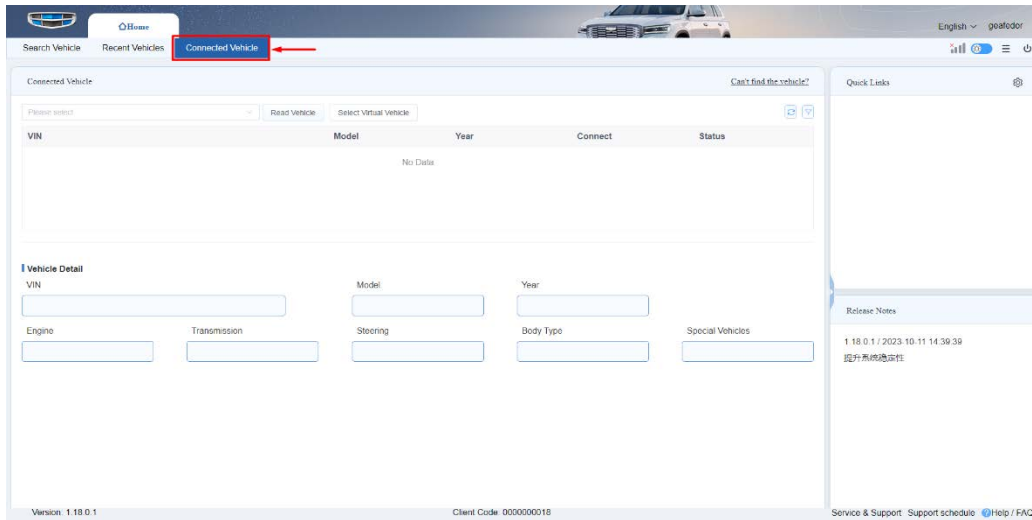 Home
English geafedor
Search Vehicle Recent Vehicles Connected Vehicle
Connected Vehicle Can't find the vehicle? Quick Links
Please select Read Vehicle Select Virtual Vehicle
VIN Model Year Connect Status
No Data
Vehicle Detail
VIN Model Year
Release Notes
Engine Transmission Steering Body Type Special Vehicles
1.18.0.1 / 2023-10-11 14:39:39
提升系统稳定性
Version: 1.18.0.1 Client Code: 0000000018 Service & Support Support schedule Help / FAQ